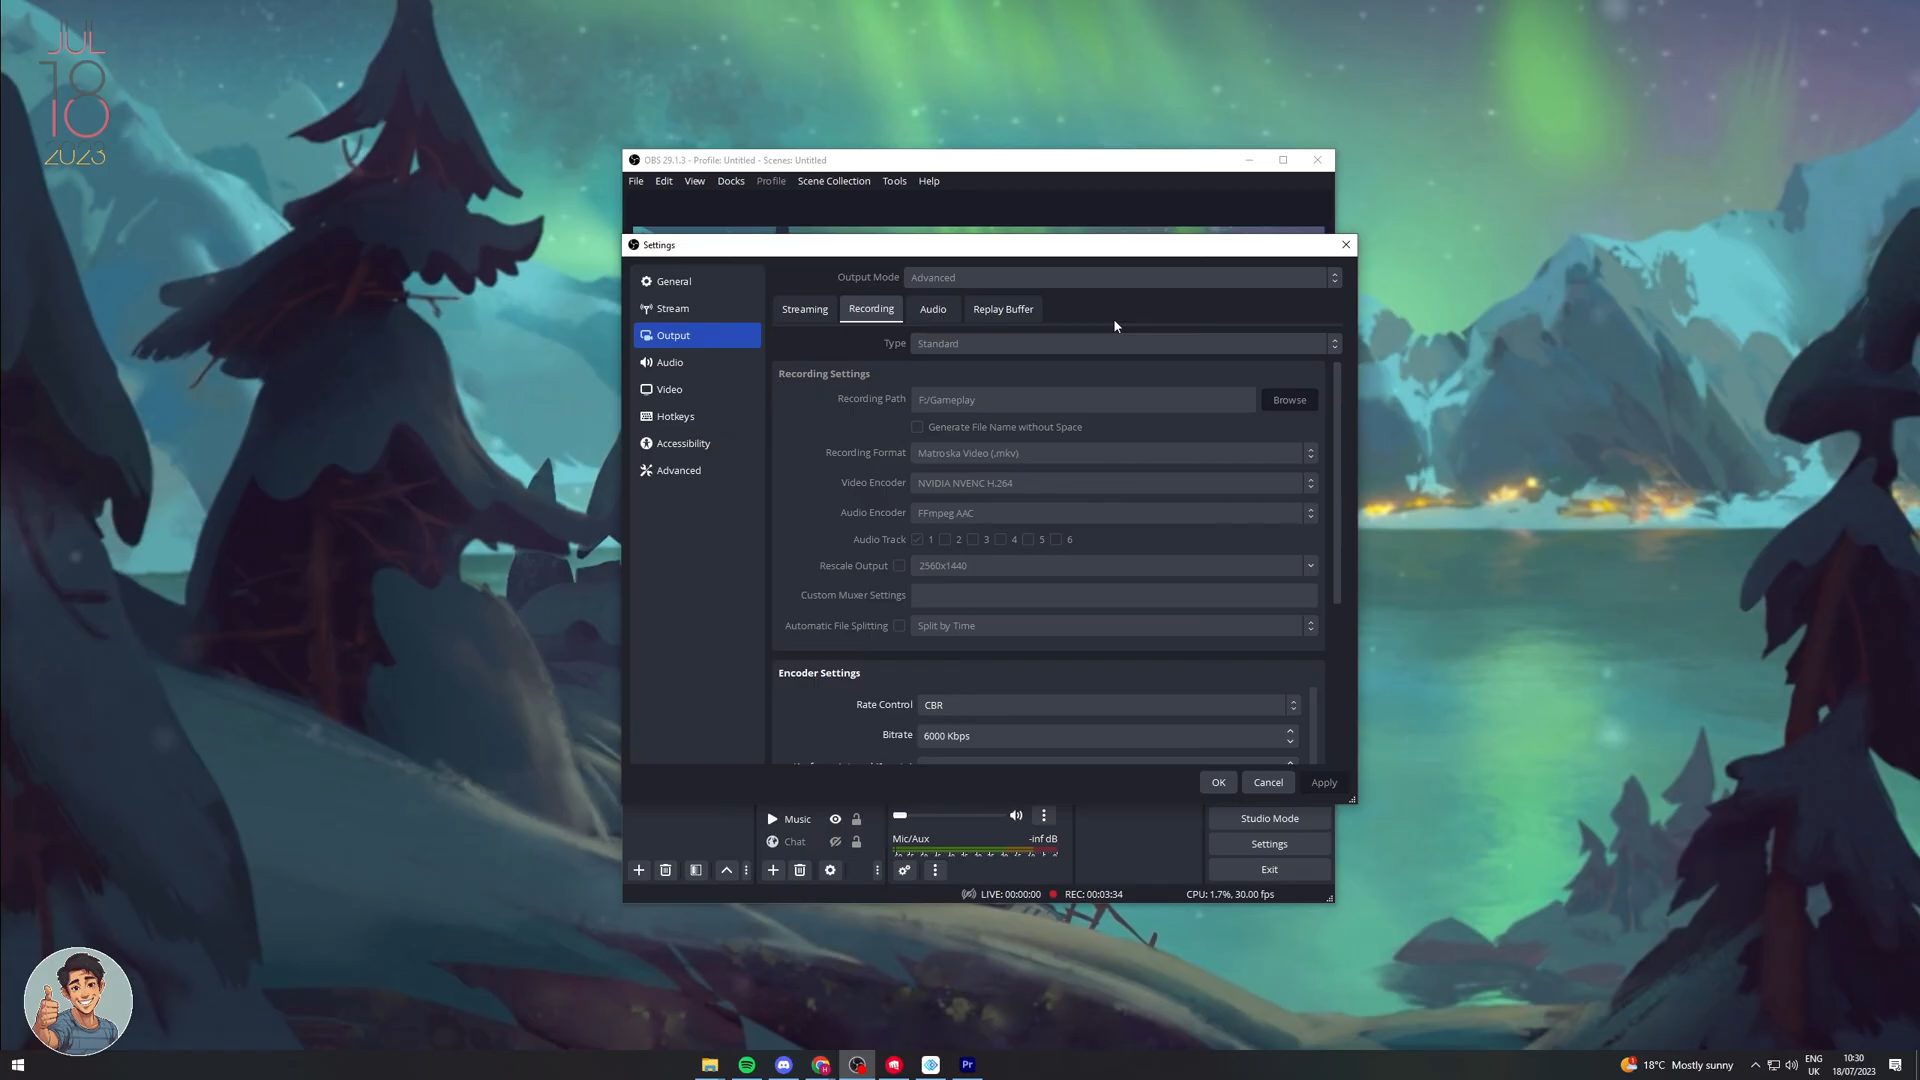 JUL
18
10
2023
OBS 29.1.3 - Profile: Untitled - Scenes: Untitled
File Edit View Docks Profile Scene Collection Tools Help
Settings
General
Stream
Output
Audio
Video
Hotkeys
Accessibility
Advanced
Output Mode Advanced
Streaming Recording Audio Replay Buffer
Type Standard
Recording Settings
Recording Path F:/Gameplay Browse
Generate File Name without Space
Recording Format Matroska Video (.mkv)
Video Encoder NVIDIA NVENC H.264
Audio Encoder FFmpeg AAC
Audio Track 1 2 3 4 5 6
Rescale Output 2560x1440
Custom Muxer Settings
Automatic File Splitting Split by Time
Encoder Settings
Rate Control CBR
Bitrate 6000 Kbps
OK Cancel Apply
Music
Chat
Mic/Aux -inf dB
Studio Mode
Settings
Exit
LIVE: 00:00:00 REC: 00:03:34 CPU: 1.7%, 30.00 fps
Pr
18°C Mostly sunny
ENG
UK
10:30
18/07/2023